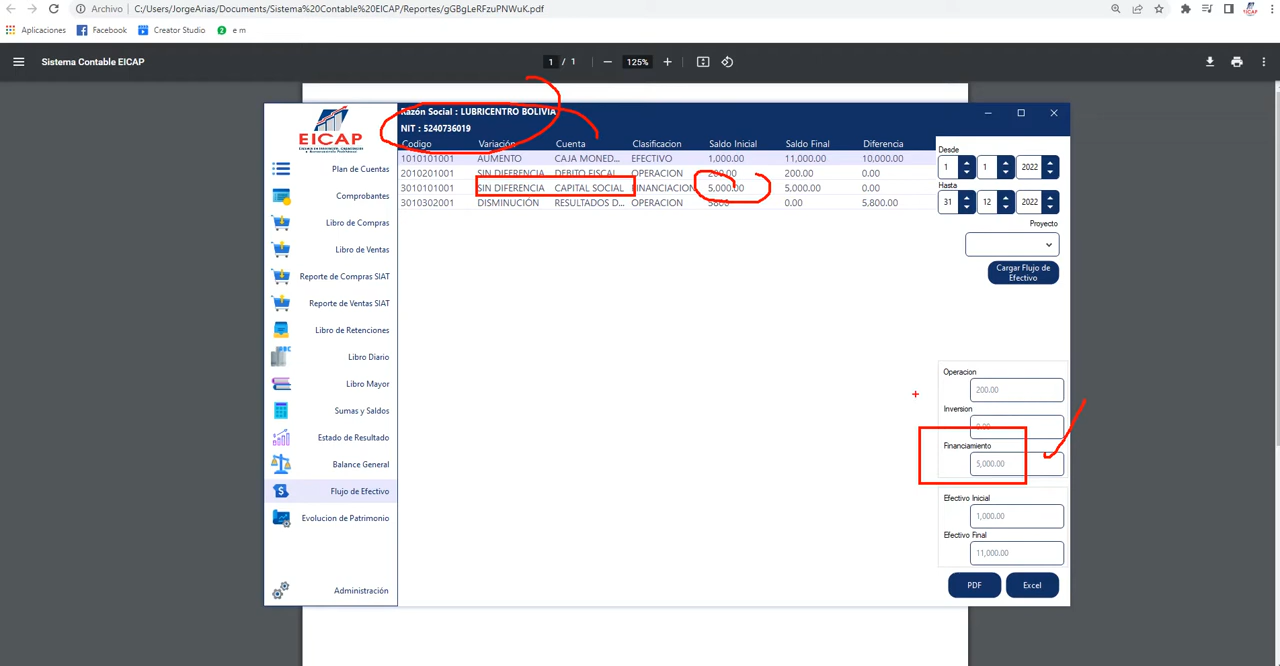 Archivo C:/Users/JorgeArias/Documents/Sistema%20Contable%20EICAP/Reportes/gGBgLeRFzuPNWuK.pdf
Aplicaciones Facebook Creator Studio 2 e m
Sistema Contable EICAP 1 / 1 125%
EICAP
Razón Social : LUBRICENTRO BOLIVIA
NIT : 5240736019
Codigo Variación Cuenta Clasificacion Saldo Inicial Saldo Final Diferencia
1010101001 AUMENTO CAJA MONED... EFECTIVO 1,000.00 11,000.00 10,000.00
2010201001 SIN DIFERENCIA DEBITO FISCAL OPERACION 200.00 200.00 0.00
3010101001 SIN DIFERENCIA CAPITAL SOCIAL FINANCIACION 5,000.00 5,000.00 0.00
3010302001 DISMINUCIÓN RESULTADOS D... OPERACION 5800 0.00 5,800.00
Plan de Cuentas
Comprobantes
Libro de Compras
Libro de Ventas
Reporte de Compras SIAT
Reporte de Ventas SIAT
Libro de Retenciones
Libro Diario
Libro Mayor
Sumas y Saldos
Estado de Resultado
Balance General
Flujo de Efectivo
Evolucion de Patrimonio
Administración
Desde
1 1 2022
Hasta
31 12 2022
Proyecto
Cargar Flujo de
Efectivo
Operacion
200.00
Inversion
0.00
Financiamiento
5,000.00
Efectivo Inicial
1,000.00
Efectivo Final
11,000.00
PDF Excel